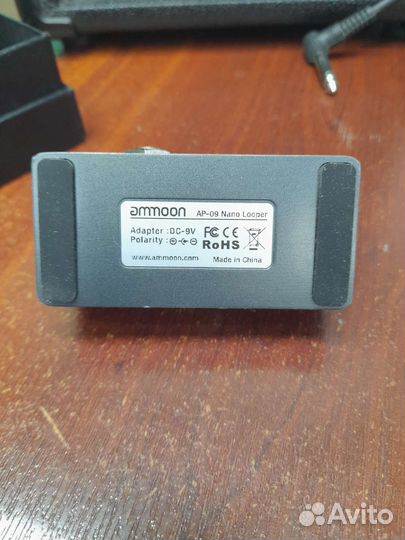 ammoon AP-09 Nano Looper
Adapter :DC-9V FC CE
Polarity : RoHS
www.ammoon.com Made in China
Avito